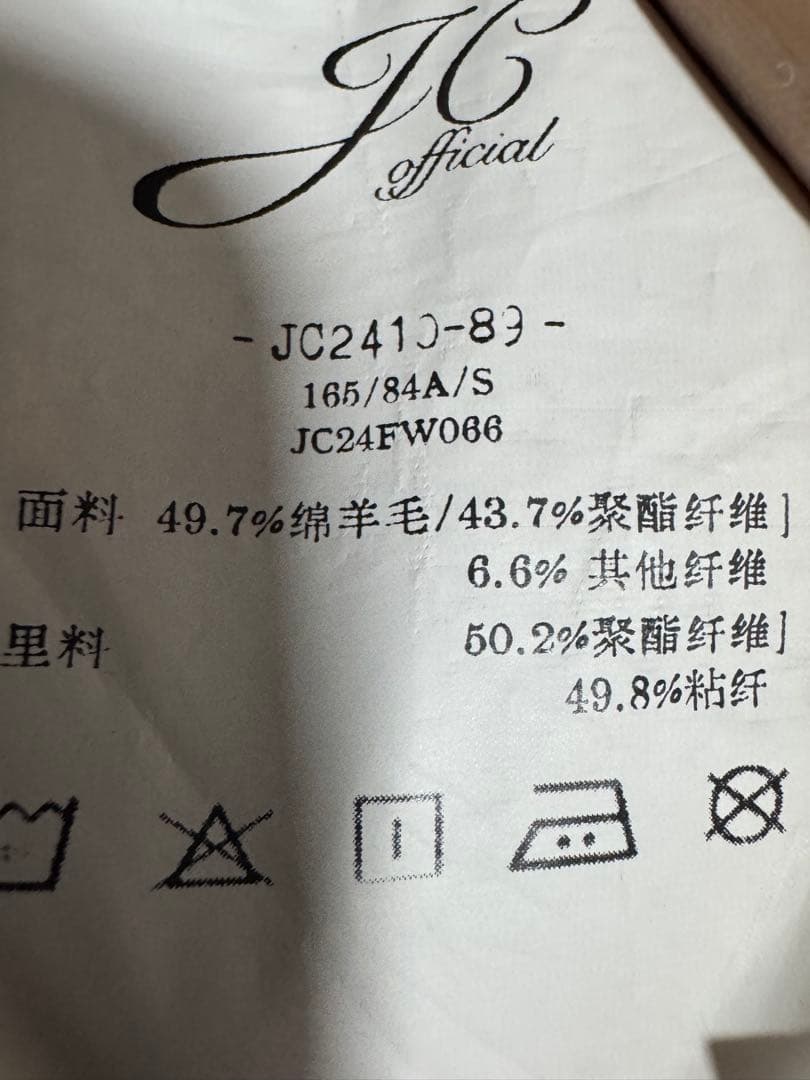 JC
official
- JC2410-89 -
165/84A/S
JC24FW066
面料 49.7%绵羊毛/43.7%聚酯纤维]
6.6% 其他纤维
里料 50.2%聚酯纤维]
49.8%粘纤